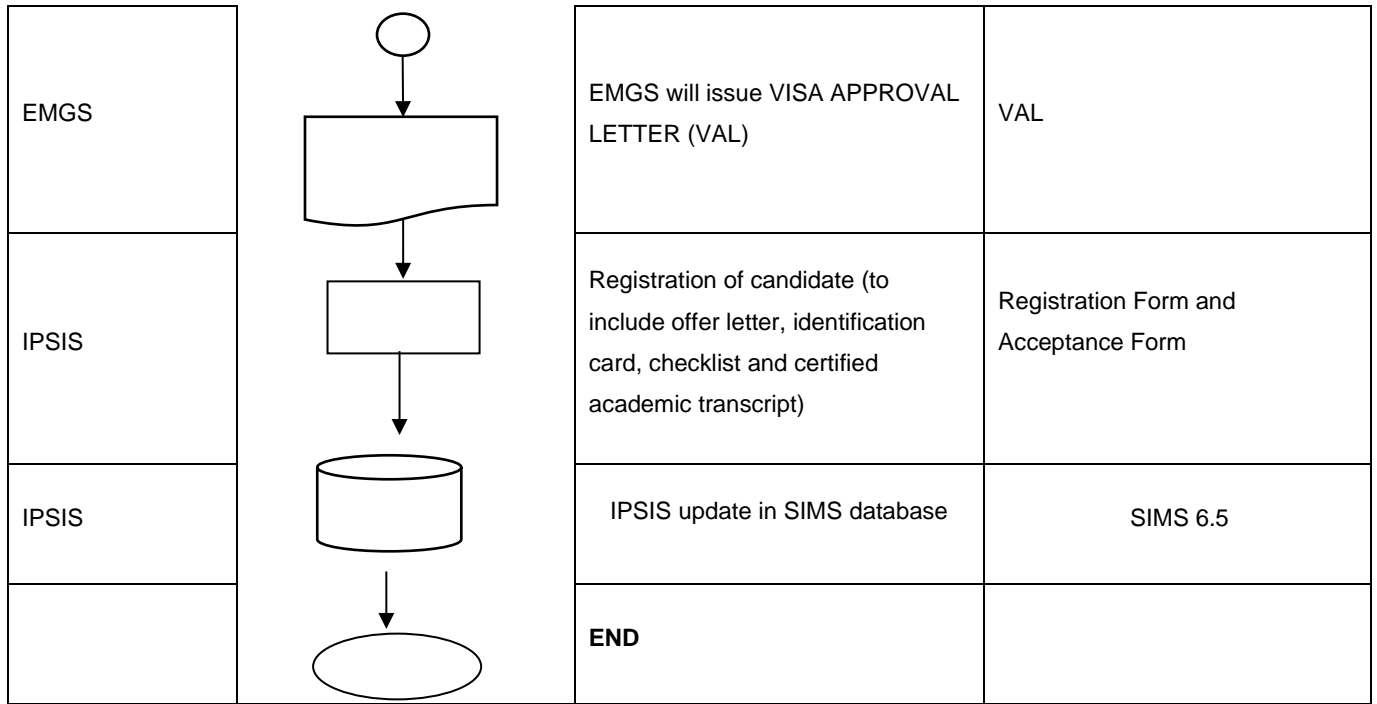 EMGS
EMGS will issue VISA APPROVAL
LETTER (VAL)
VAL
IPSIS
Registration of candidate (to
include offer letter, identification
card, checklist and certified
academic transcript)
Registration Form and
Acceptance Form
IPSIS
IPSIS update in SIMS database
SIMS 6.5
END